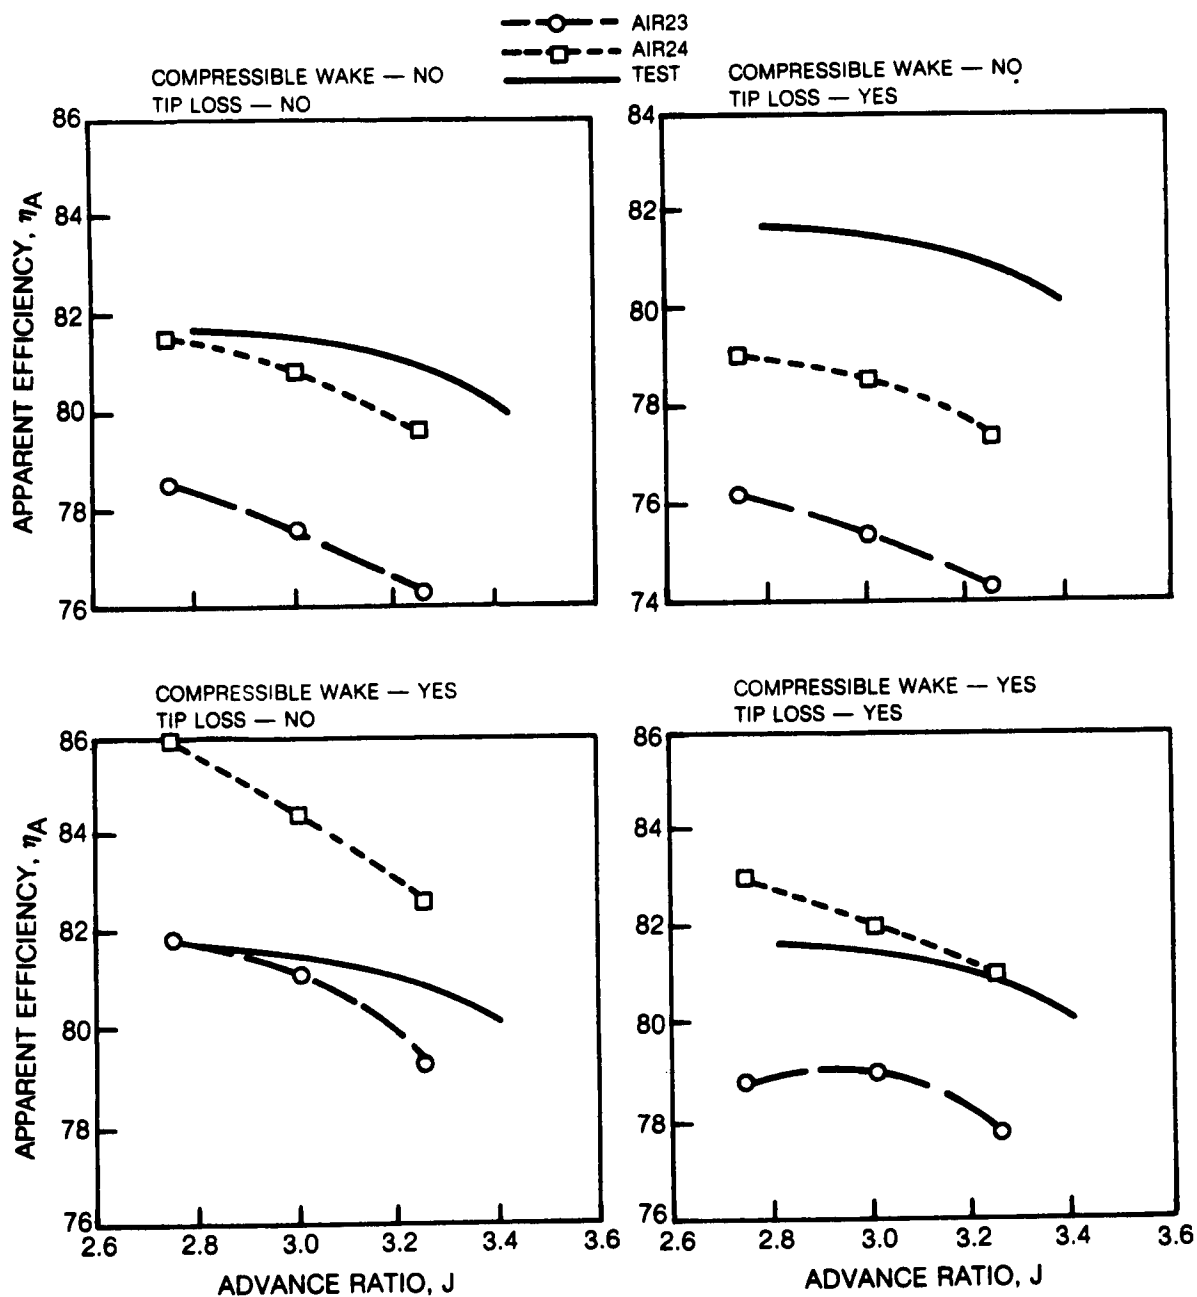 AIR23
AIR24
TEST
COMPRESSIBLE WAKE — NO
TIP LOSS — NO
86
84
82
80
78
76
APPARENT EFFICIENCY, ηA
COMPRESSIBLE WAKE — NO
TIP LOSS — YES
84
82
80
78
76
74
COMPRESSIBLE WAKE — YES
TIP LOSS — NO
86
84
82
80
78
76
APPARENT EFFICIENCY, ηA
2.6 2.8 3.0 3.2 3.4 3.6
ADVANCE RATIO, J
COMPRESSIBLE WAKE — YES
TIP LOSS — YES
86
84
82
80
78
76
2.6 2.8 3.0 3.2 3.4 3.6
ADVANCE RATIO, J